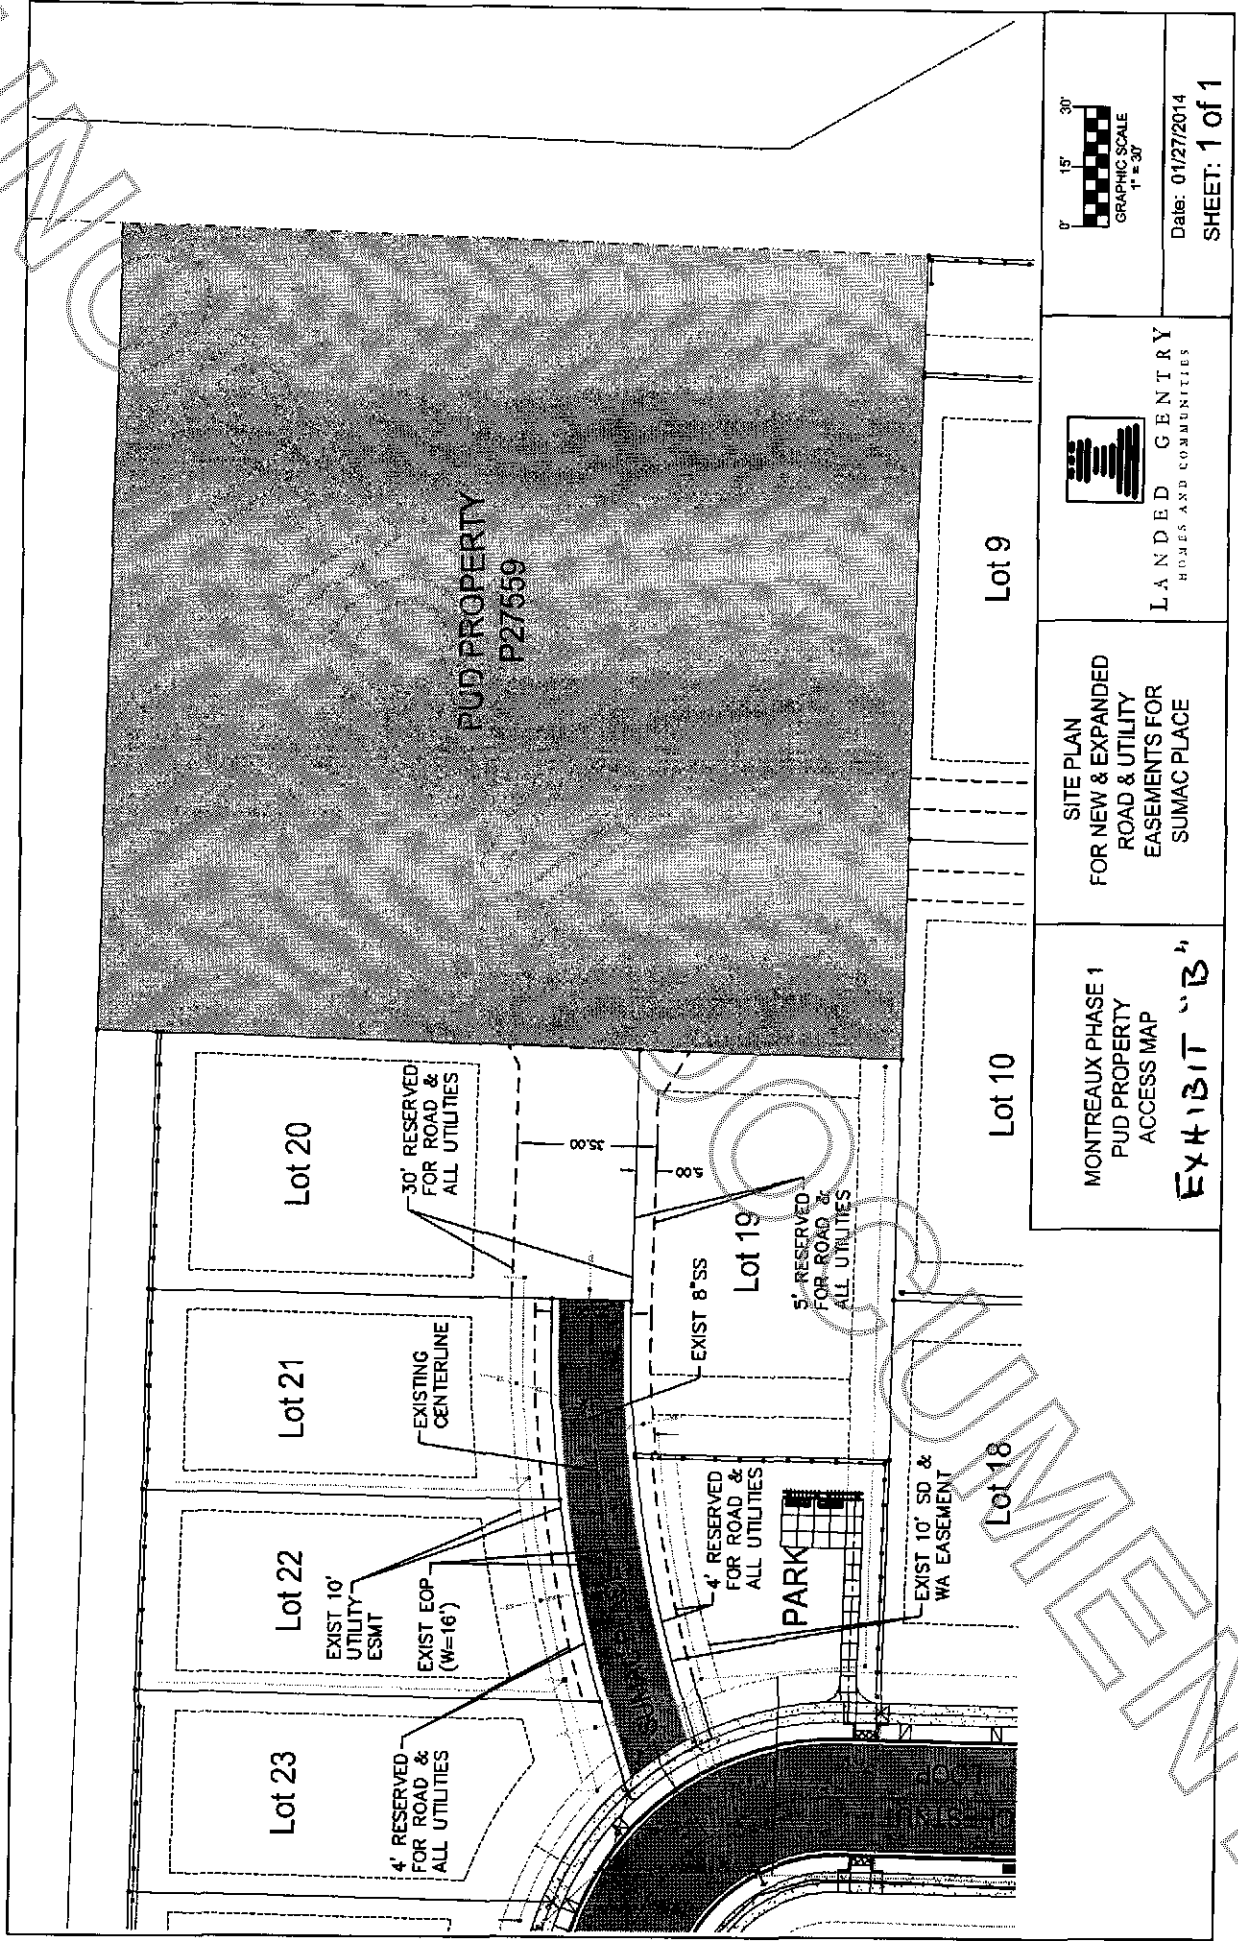 PUD PROPERTY
P27559
Lot 20
30' RESERVED
FOR ROAD &
ALL UTILITIES
35.00
5.00
Lot 19
5' RESERVED
FOR ROAD &
ALL UTILITIES
Lot 9
Lot 10
Lot 21
EXISTING
CENTERLINE
EXIST 8"SS
Lot 22
EXIST 10'
UTILITY
ESMT
EXIST EOP
(W=16')
4' RESERVED
FOR ROAD &
ALL UTILITIES
PARK
EXIST 10' SD &
WA EASEMENT
Lot 18
Lot 23
4' RESERVED
FOR ROAD &
ALL UTILITIES
CHESTNUT
LOOP
MONTREAUX PHASE 1
PUD PROPERTY
ACCESS MAP
EXHIBIT "B"
SITE PLAN
FOR NEW & EXPANDED
ROAD & UTILITY
EASEMENTS FOR
SUMAC PLACE
LANDED GENTRY
HOMES AND COMMUNITIES
0' 15' 30'
GRAPHIC SCALE
1" = 30'
Date: 01/27/2014
SHEET: 1 of 1
DOCUMENT